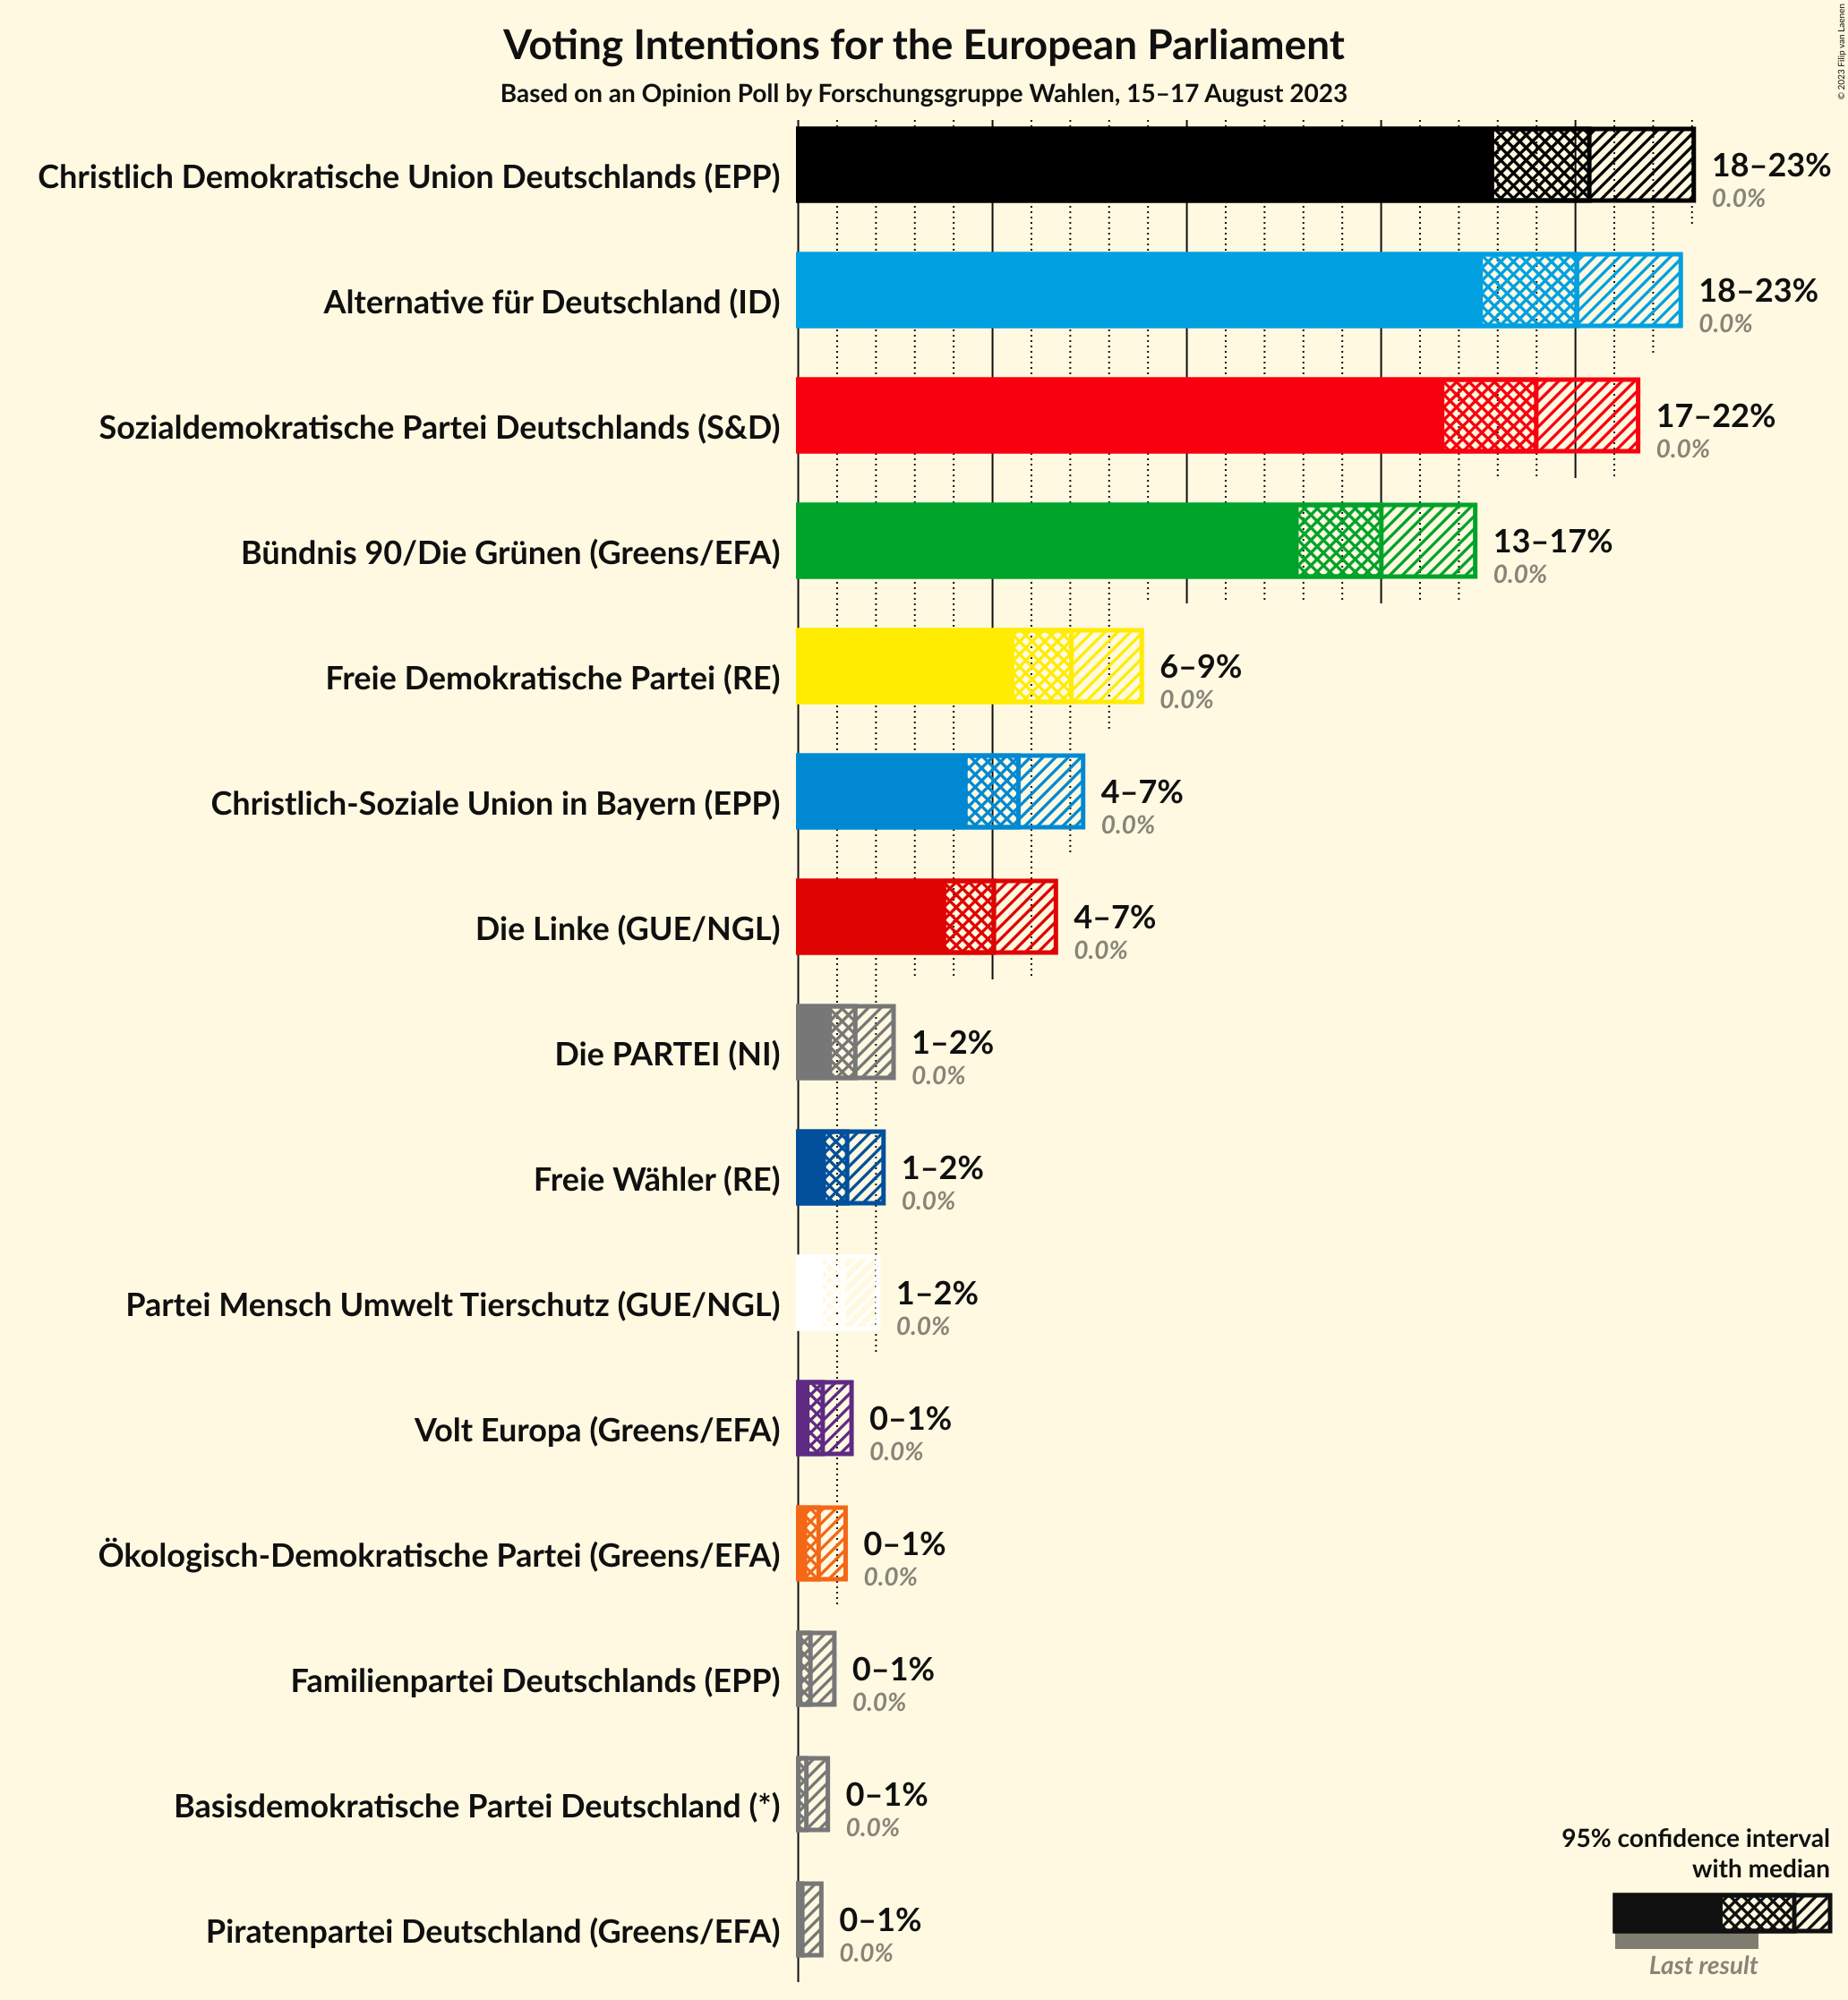 © 2023 Filip van Laenen
Voting Intentions for the European Parliament
Based on an Opinion Poll by Forschungsgruppe Wahlen, 15–17 August 2023
Christlich Demokratische Union Deutschlands (EPP)
18–23%
0.0%
Alternative für Deutschland (ID)
18–23%
0.0%
Sozialdemokratische Partei Deutschlands (S&D)
17–22%
0.0%
Bündnis 90/Die Grünen (Greens/EFA)
13–17%
0.0%
Freie Demokratische Partei (RE)
6–9%
0.0%
Christlich-Soziale Union in Bayern (EPP)
4–7%
0.0%
Die Linke (GUE/NGL)
4–7%
0.0%
Die PARTEI (NI)
1–2%
0.0%
Freie Wähler (RE)
1–2%
0.0%
Partei Mensch Umwelt Tierschutz (GUE/NGL)
1–2%
0.0%
Volt Europa (Greens/EFA)
0–1%
0.0%
Ökologisch-Demokratische Partei (Greens/EFA)
0–1%
0.0%
Familienpartei Deutschlands (EPP)
0–1%
0.0%
Basisdemokratische Partei Deutschland (*)
0–1%
0.0%
Piratenpartei Deutschland (Greens/EFA)
0–1%
0.0%
95% confidence interval
with median
Last result